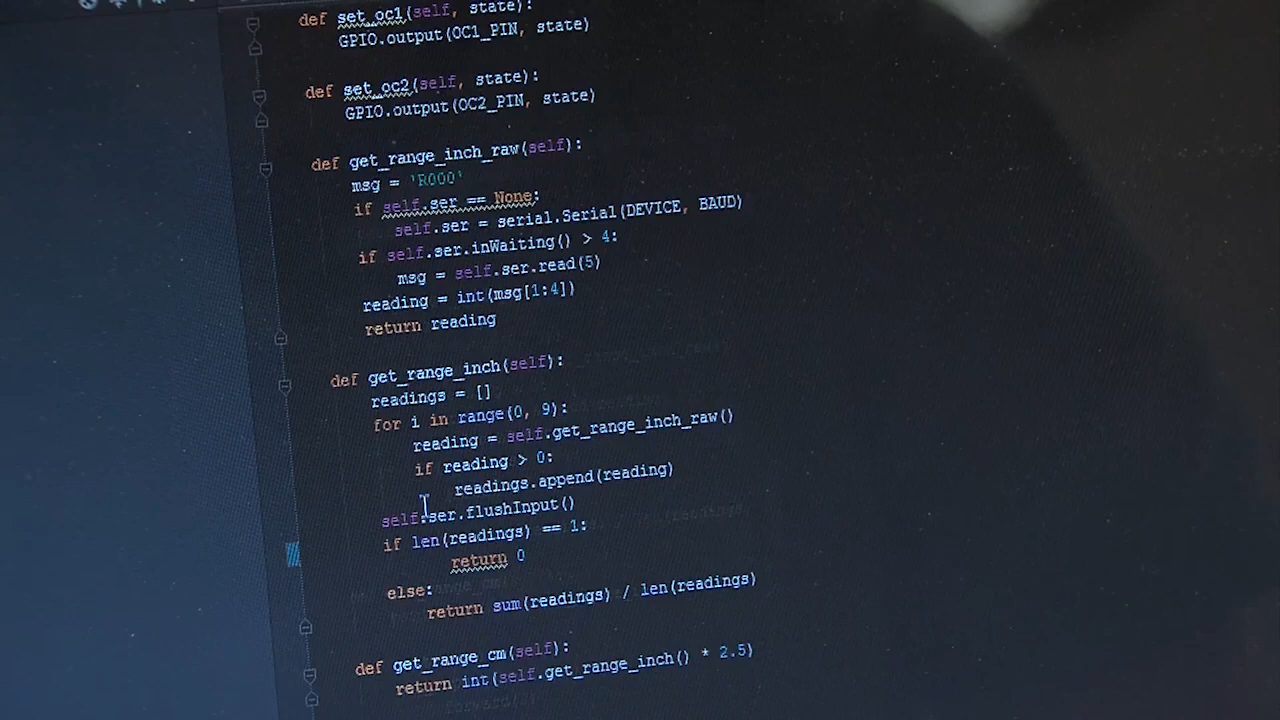 def set_oc1(self, state):
GPIO.output(OC1_PIN, state)
def set_oc2(self, state):
GPIO.output(OC2_PIN, state)
def get_range_inch_raw(self):
msg = 'R000'
if self.ser == None:
self.ser = serial.Serial(DEVICE, BAUD)
if self.ser.inWaiting() > 4:
msg = self.ser.read(5)
reading = int(msg[1:4])
return reading
def get_range_inch(self):
readings = []
for i in range(0, 9):
reading = self.get_range_inch_raw()
if reading > 0:
readings.append(reading)
self.ser.flushInput()
if len(readings) == 1:
return 0
else:
return sum(readings) / len(readings)
def get_range_cm(self):
return int(self.get_range_inch() * 2.5)